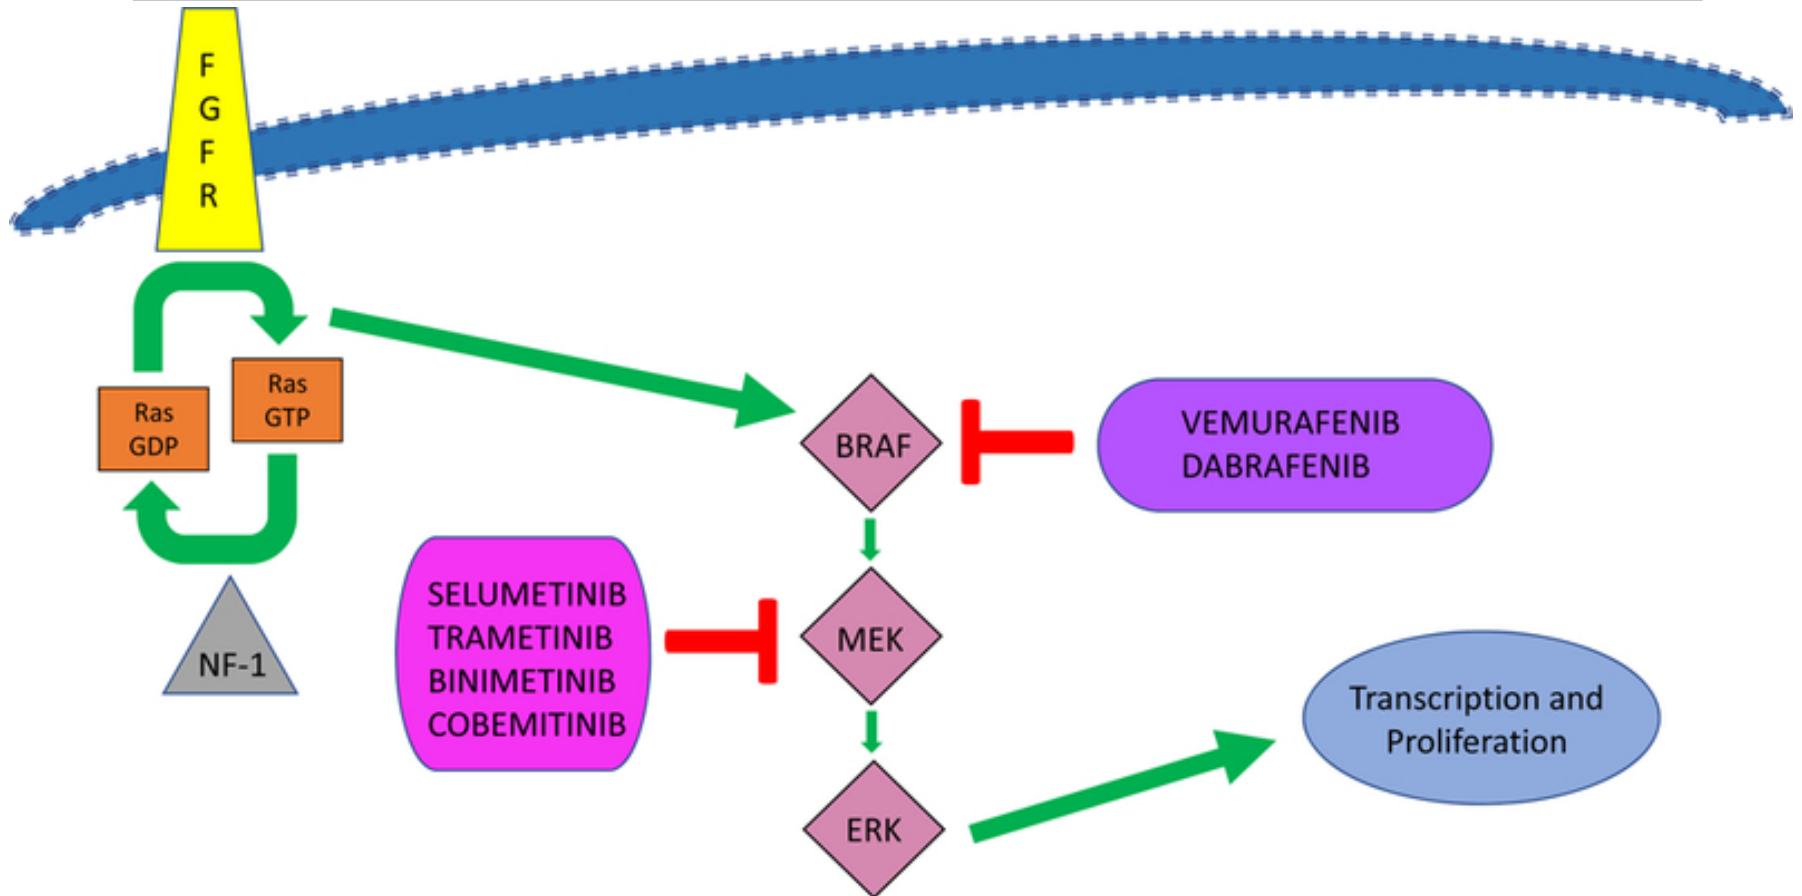 F
G
F
R
Ras
GDP
Ras
GTP
NF-1
BRAF
VEMURAFENIB
DABRAFENIB
SELUMETINIB
TRAMETINIB
BINIMETINIB
COBEMITINIB
MEK
ERK
Transcription and
Proliferation